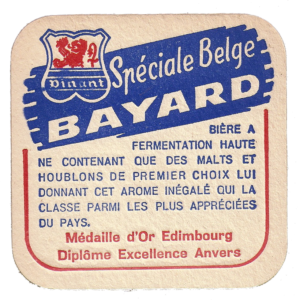 Dinant
Spéciale Belge
BAYARD
BIÈRE A
FERMENTATION HAUTE
NE CONTENANT QUE DES MALTS ET
HOUBLONS DE PREMIER CHOIX LUI
DONNANT CET AROME INÉGALÉ QUI LA
CLASSE PARMI LES PLUS APPRÉCIÉES
DU PAYS.
Médaille d'Or Edimbourg
Diplôme Excellence Anvers